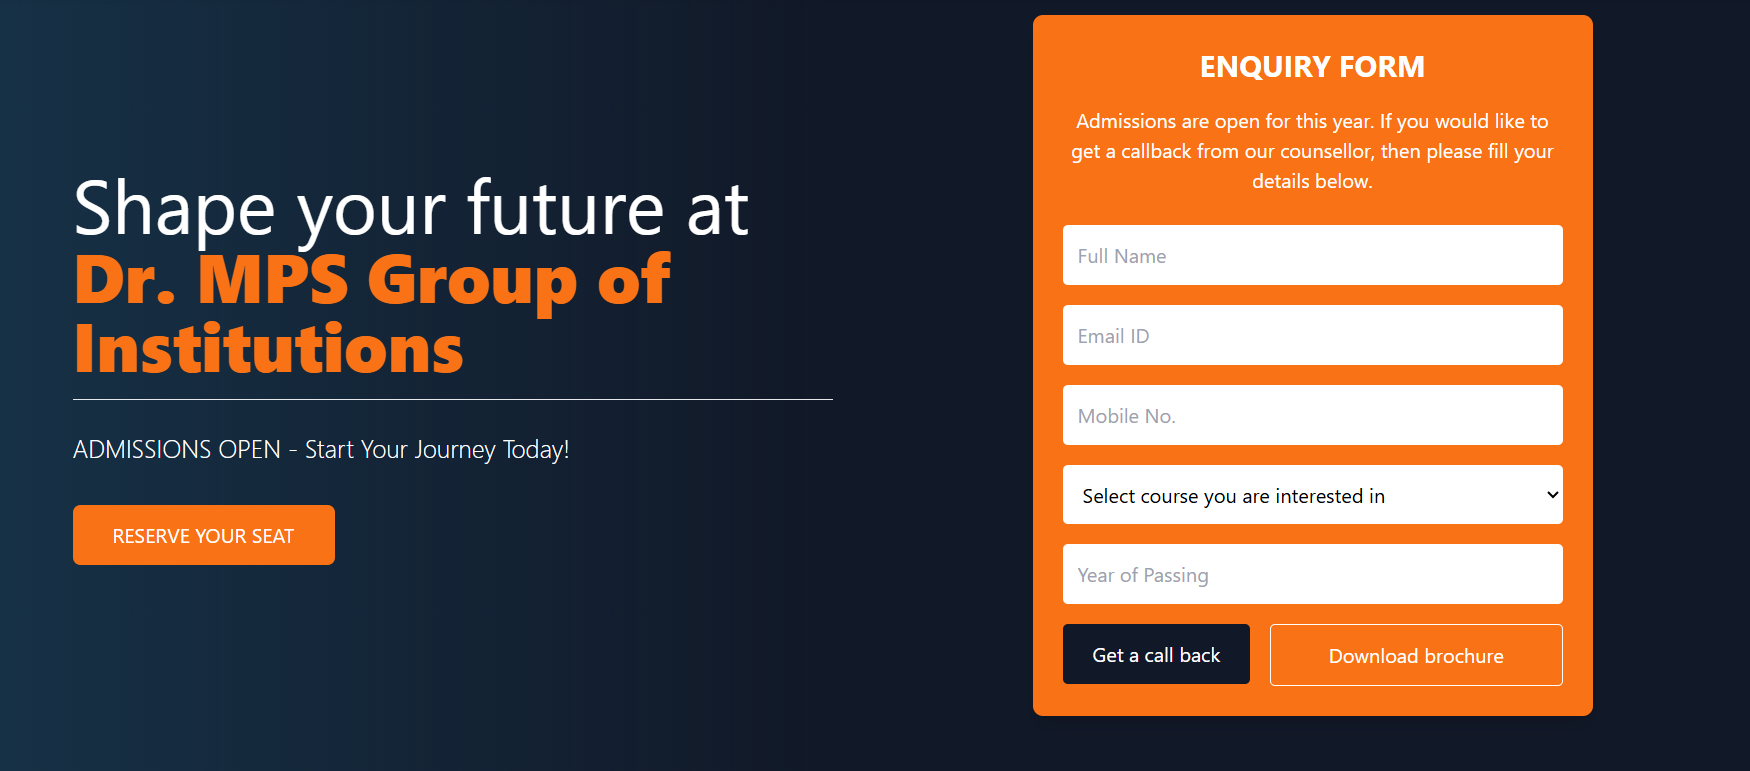 Shape your future at
Dr. MPS Group of
Institutions
ADMISSIONS OPEN - Start Your Journey Today!
RESERVE YOUR SEAT
ENQUIRY FORM
Admissions are open for this year. If you would like to
get a callback from our counsellor, then please fill your
details below.
Full Name
Email ID
Mobile No.
Select course you are interested in
Year of Passing
Get a call back
Download brochure